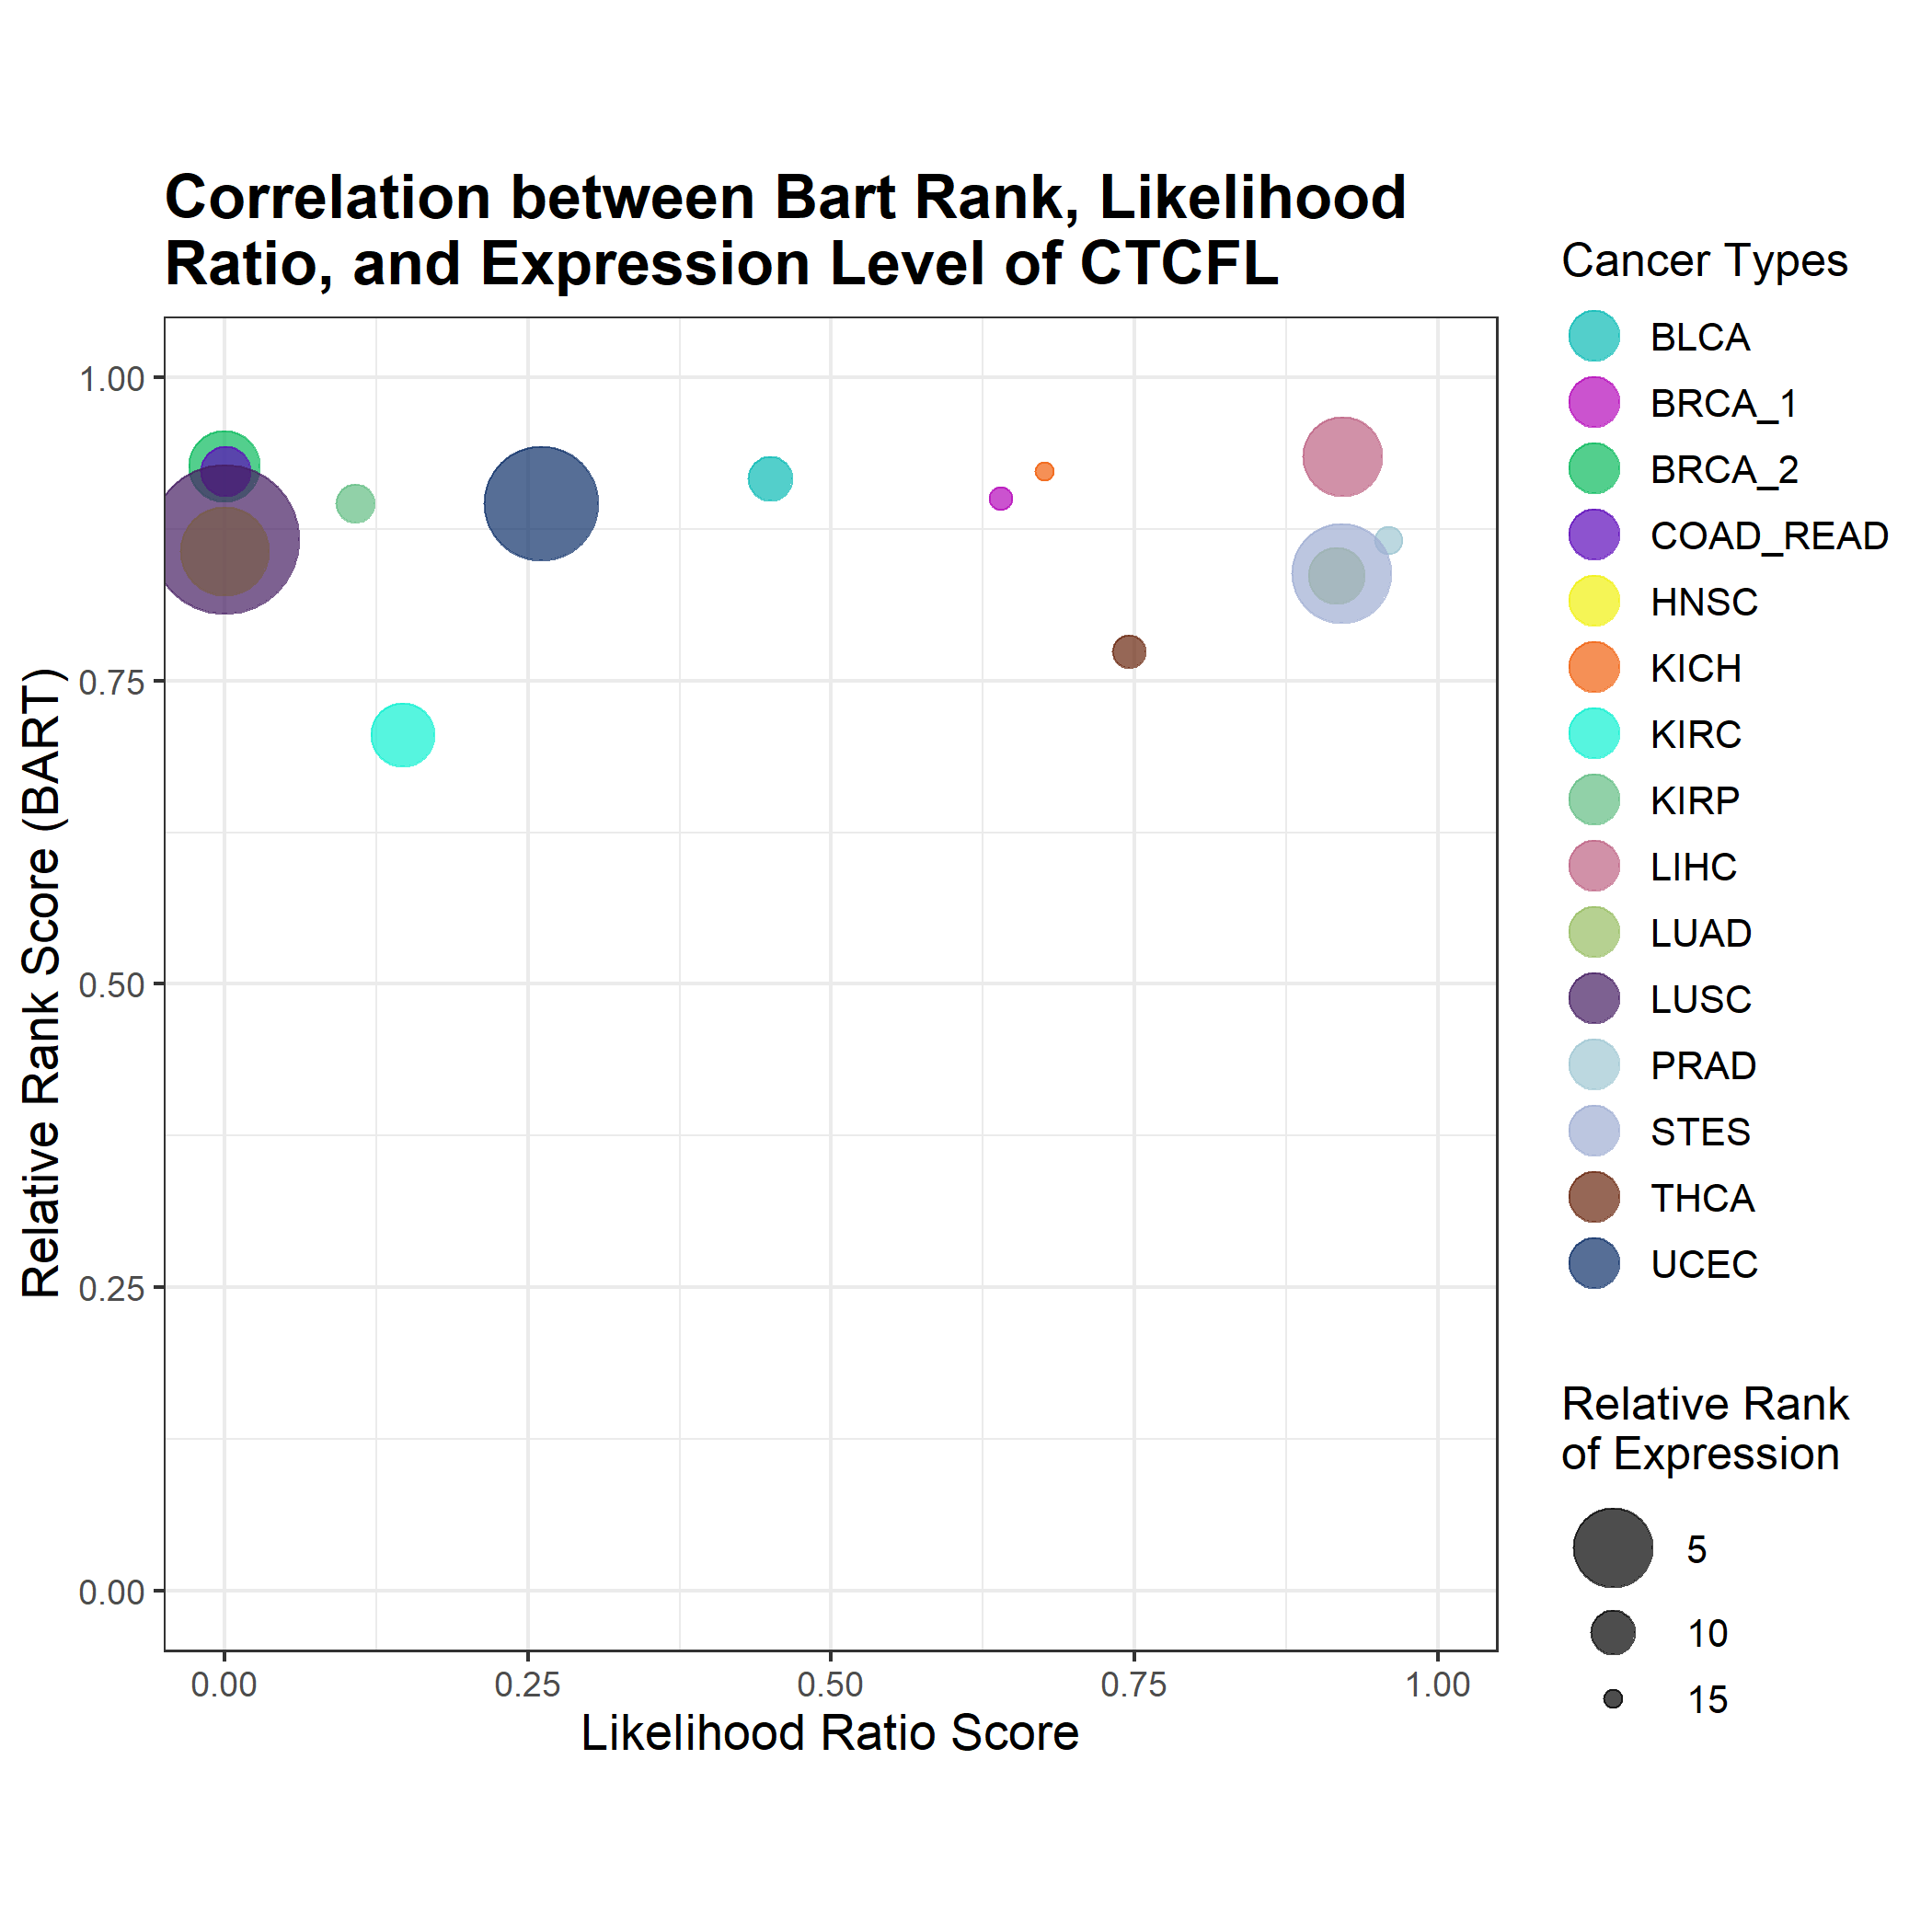 Correlation between Bart Rank, Likelihood
Ratio, and Expression Level of CTCFL
Relative Rank Score (BART)
1.00
0.75
0.50
0.25
0.00
0.00
0.25
0.50
0.75
1.00
Likelihood Ratio Score
Cancer Types
BLCA
BRCA_1
BRCA_2
COAD_READ
HNSC
KICH
KIRC
KIRP
LIHC
LUAD
LUSC
PRAD
STES
THCA
UCEC
Relative Rank
of Expression
5
10
15